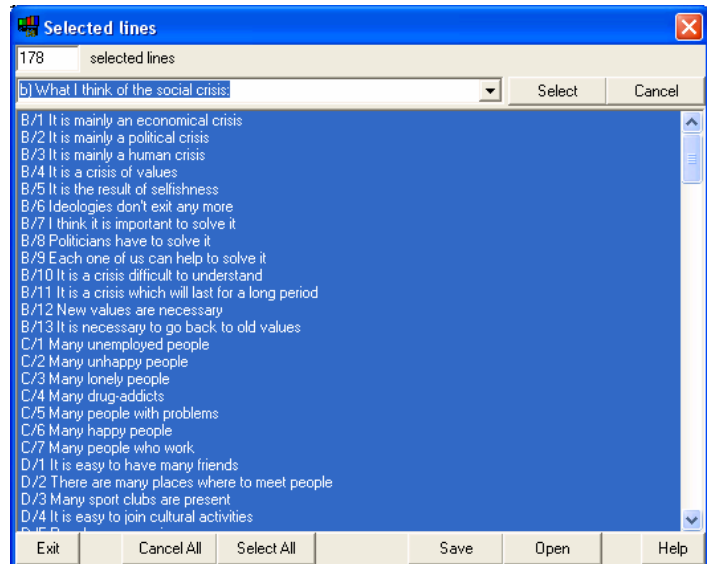 Selected lines
178 selected lines
b) What I think of the social crisis:
Select
Cancel
B/1 It is mainly an economical crisis
B/2 It is mainly a political crisis
B/3 It is mainly a human crisis
B/4 It is a crisis of values
B/5 It is the result of selfishness
B/6 Ideologies don't exit any more
B/7 I think it is important to solve it
B/8 Politicians have to solve it
B/9 Each one of us can help to solve it
B/10 It is a crisis difficult to understand
B/11 It is a crisis which will last for a long period
B/12 New values are necessary
B/13 It is necessary to go back to old values
C/1 Many unemployed people
C/2 Many unhappy people
C/3 Many lonely people
C/4 Many drug-addicts
C/5 Many people with problems
C/6 Many happy people
C/7 Many people who work
D/1 It is easy to have many friends
D/2 There are many places where to meet people
D/3 Many sport clubs are present
D/4 It is easy to join cultural activities
Exit
Cancel All
Select All
Save
Open
Help